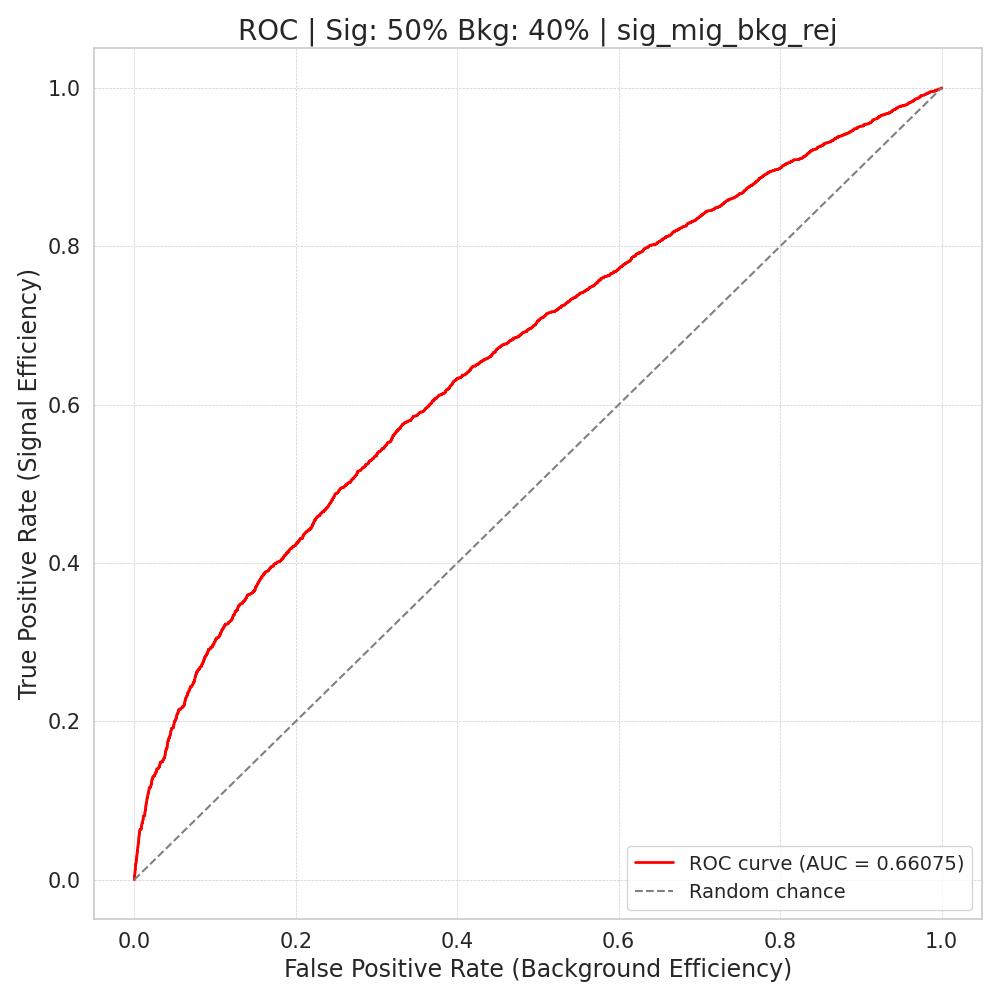 ROC | Sig: 50% Bkg: 40% | sig_mig_bkg_rej
True Positive Rate (Signal Efficiency)
1.0
0.8
0.6
0.4
0.2
0.0
ROC curve (AUC = 0.66075)
Random chance
0.0 0.2 0.4 0.6 0.8 1.0
False Positive Rate (Background Efficiency)